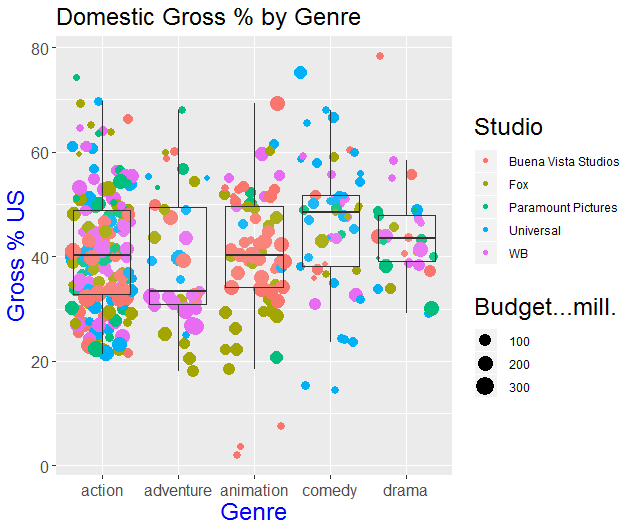 Domestic Gross % by Genre
80
60
40
20
0
Gross % US
action adventure animation comedy drama
Genre
Studio
Buena Vista Studios
Fox
Paramount Pictures
Universal
WB
Budget...mill.
100
200
300